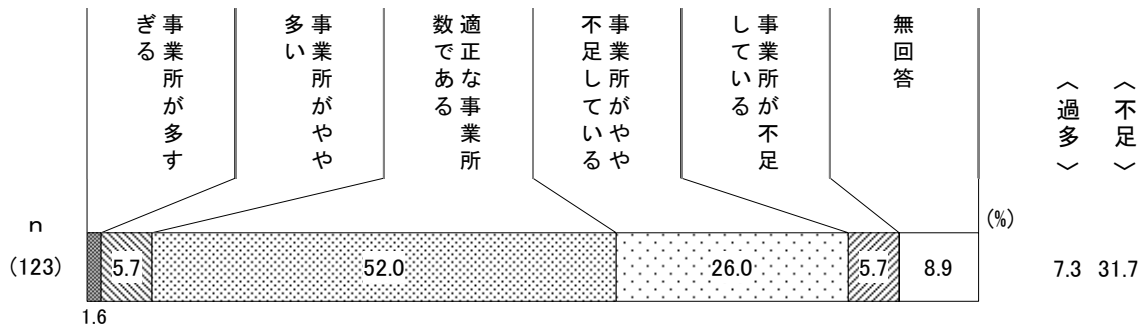 事業所が多す
ぎる
事業所がやや
多い
適正な事業所
数である
事業所がやや
不足している
事業所が不足
している
無回答
〈過多〉
〈不足〉
(%)
n
(123)
5.7
52.0
26.0
5.7
8.9
7.3
31.7
1.6